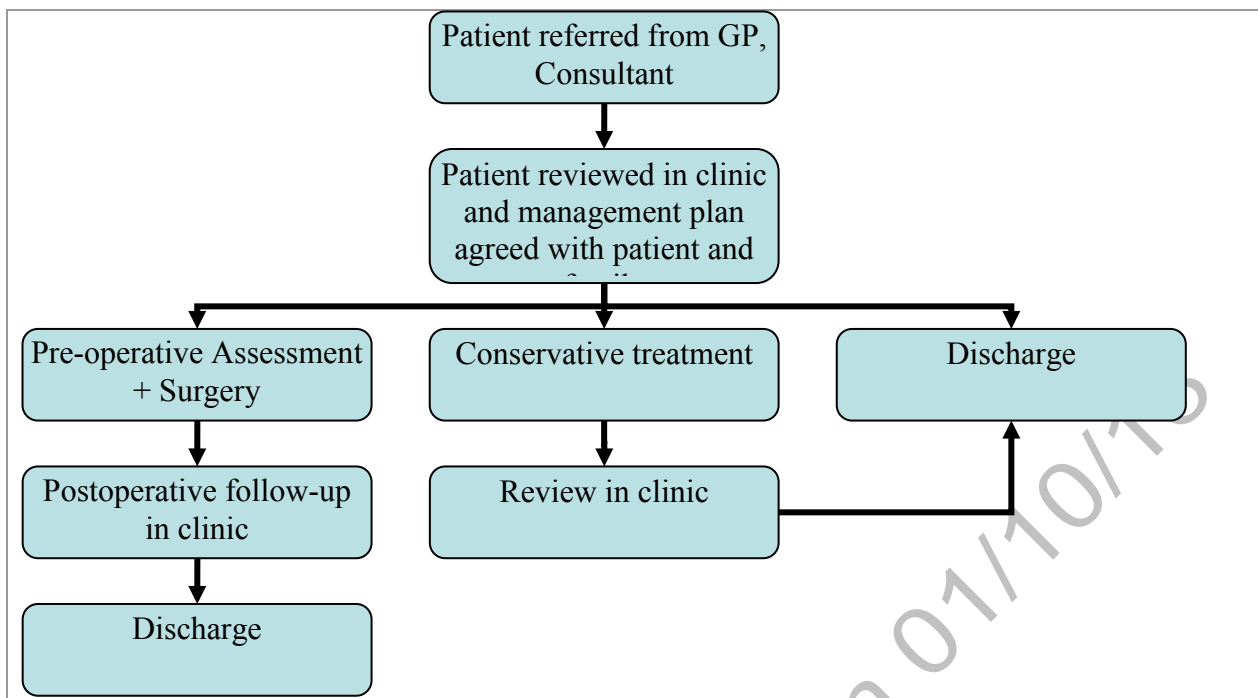 Patient referred from GP,
Consultant
Patient reviewed in clinic
and management plan
agreed with patient and
Pre-operative Assessment
+ Surgery
Conservative treatment
Discharge
Postoperative follow-up
in clinic
Review in clinic
Discharge